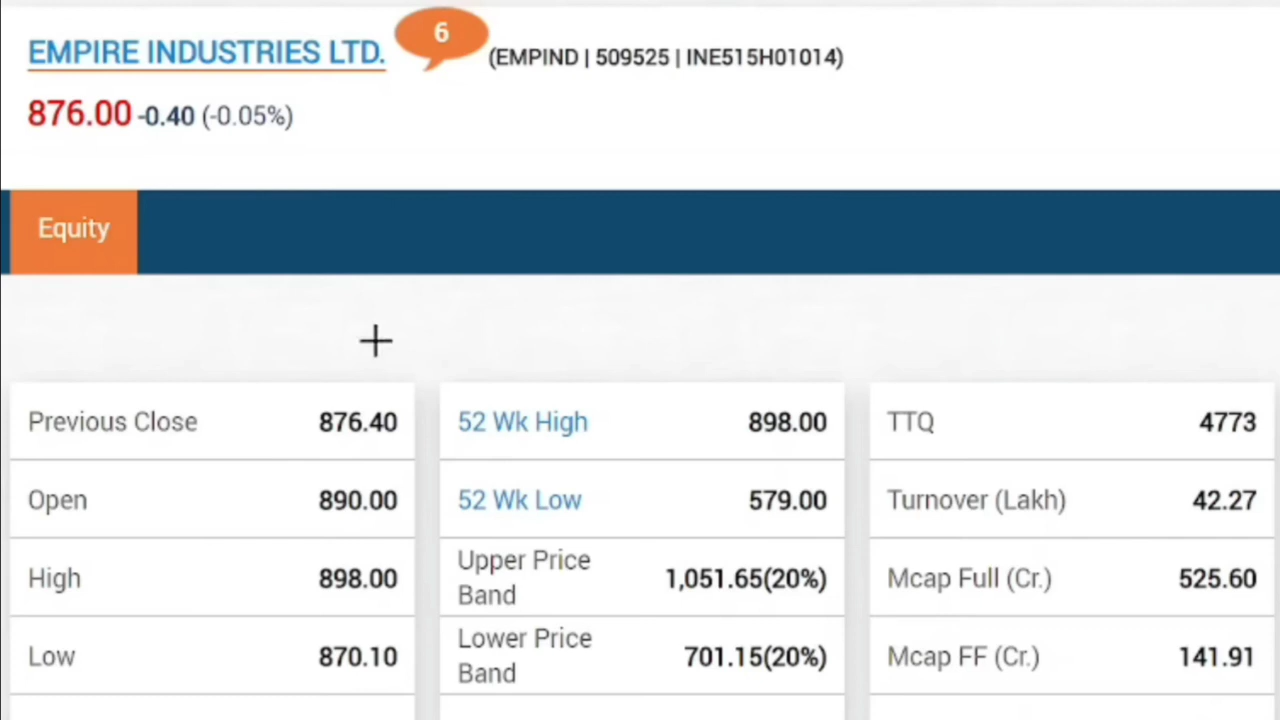 EMPIRE INDUSTRIES LTD. 6 (EMPIND | 509525 | INE515H01014)
876.00 -0.40 (-0.05%)
Equity
Previous Close 876.40
Open 890.00
High 898.00
Low 870.10
52 Wk High 898.00
52 Wk Low 579.00
Upper Price
Band 1,051.65(20%)
Lower Price
Band 701.15(20%)
TTQ 4773
Turnover (Lakh) 42.27
Mcap Full (Cr.) 525.60
Mcap FF (Cr.) 141.91